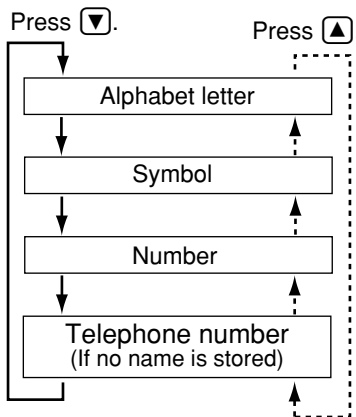 Press ▼.
Press ▲
Alphabet letter
Symbol
Number
Telephone number
(If no name is stored)